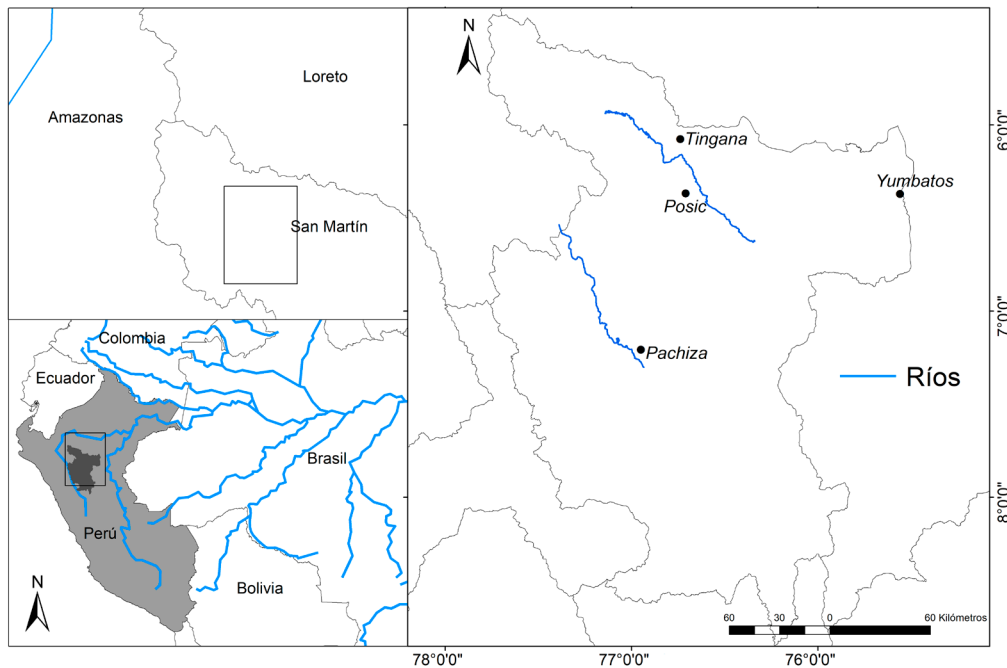 Loreto
Amazonas
San Martín
Colombia
Ecuador
Brasil
Perú
Bolivia
N
N
Tingana
Posic
Yumbatos
Pachiza
Ríos
60 30 0 60 Kilómetros
6°0'0"
7°0'0"
8°0'0"
78°0'0" 77°0'0" 76°0'0"